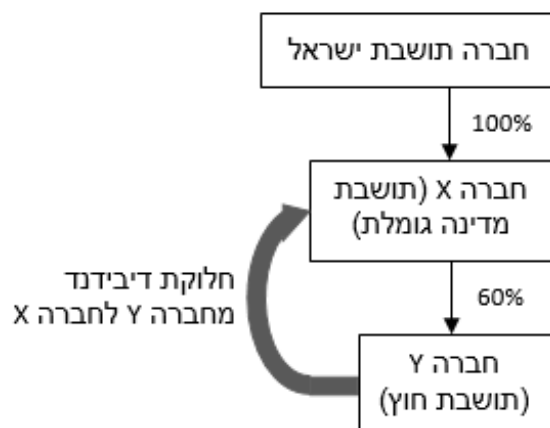 חברה תושבת ישראל
100%
חברה X (תושבת
מדינה גומלת)
חלוקת דיבידנד
מחברה Y לחברה X
60%
חברה Y
(תושבת חוץ)